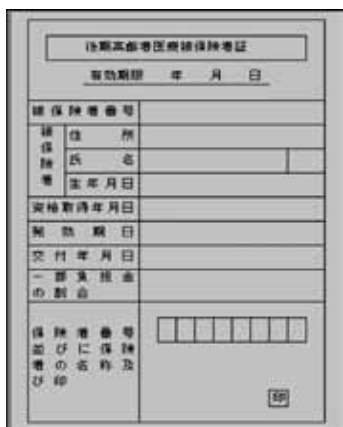 後期高齢者医療被保険者証
有効期限 年 月 日
被保険者番号
被保険者
住所
氏名
生年月日
資格取得年月日
発効期日
交付年月日
一部負担金
の割合
保険者番号
並びに保険
者の名称及
び印
印